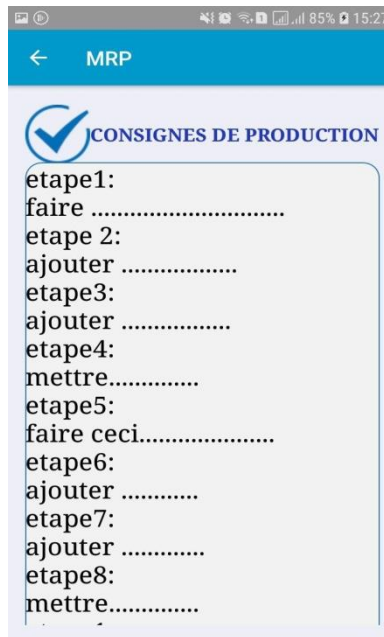 85% 15:27
MRP
CONSIGNES DE PRODUCTION
etape1:
faire ..............................
etape 2:
ajouter ..................
etape3:
ajouter .................
etape4:
mettre..............
etape5:
faire ceci.....................
etape6:
ajouter ............
etape7:
ajouter .............
etape8:
mettre..............